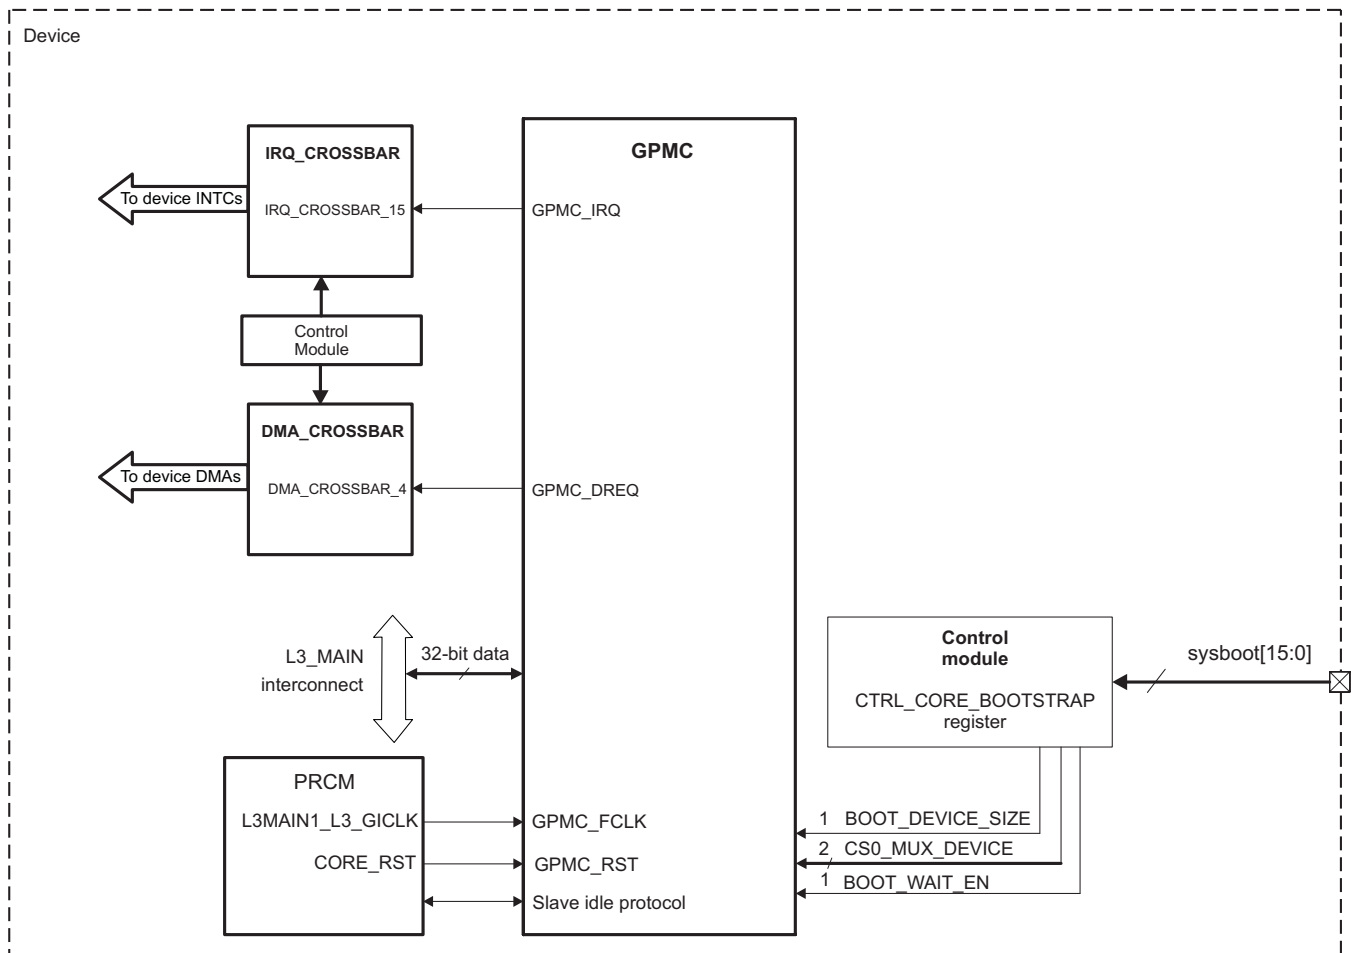 Device
IRQ_CROSSBAR
GPMC
To device INTCs
IRQ_CROSSBAR_15
GPMC_IRQ
Control
Module
DMA_CROSSBAR
To device DMAs
DMA_CROSSBAR_4
GPMC_DREQ
L3_MAIN
interconnect
32-bit data
Control
module
CTRL_CORE_BOOTSTRAP
register
sysboot[15:0]
PRCM
L3MAIN1_L3_GICLK
GPMC_FCLK
CORE_RST
GPMC_RST
Slave idle protocol
1 BOOT_DEVICE_SIZE
2 CS0_MUX_DEVICE
1 BOOT_WAIT_EN